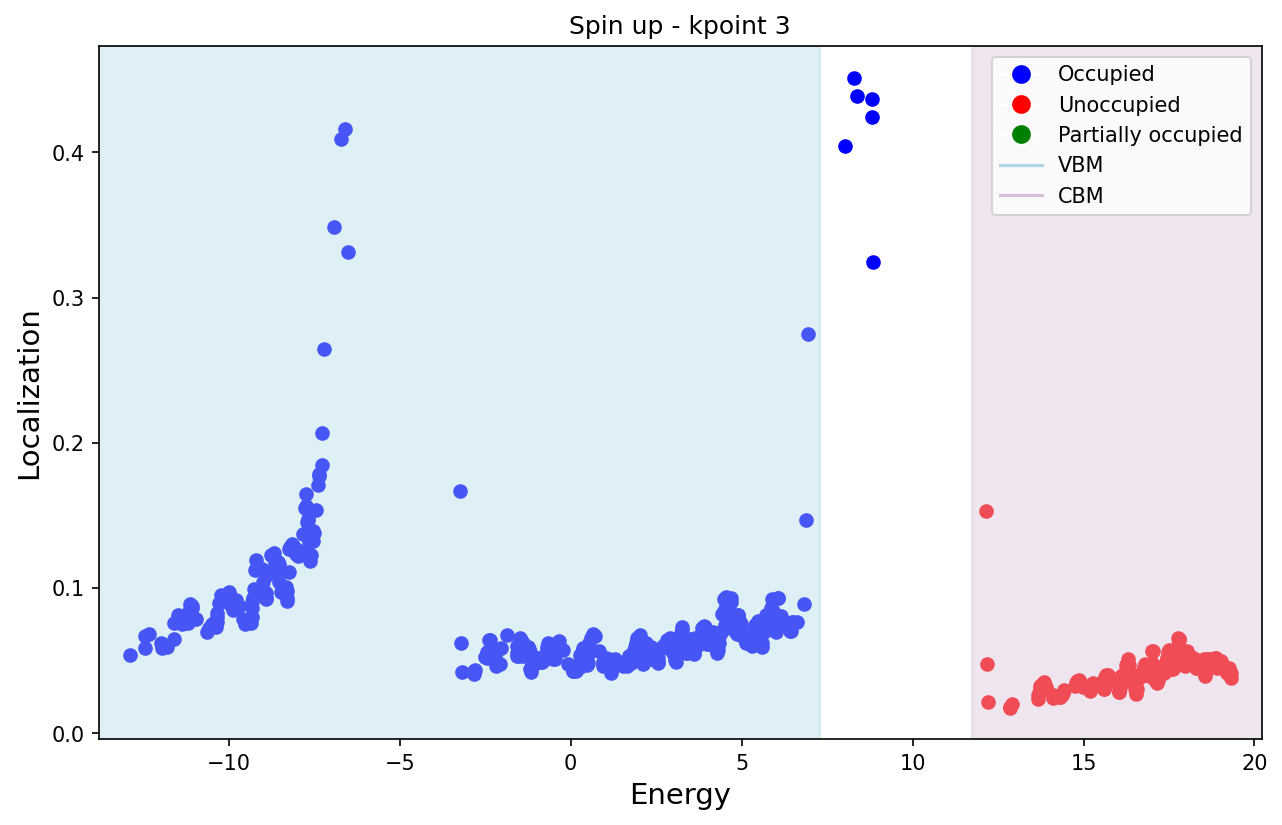 Spin up - kpoint 3
Localization
0.4
0.3
0.2
0.1
0.0
Occupied
Unoccupied
Partially occupied
VBM
CBM
−10
−5
0
5
10
15
20
Energy